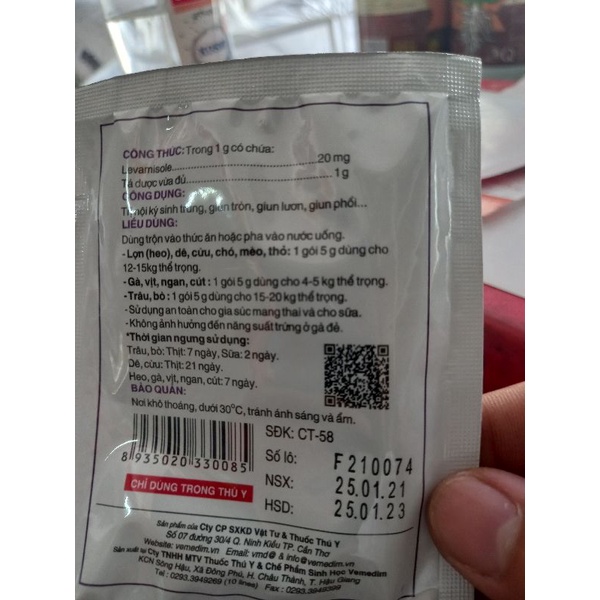 CÔNG THỨC: Trong 1 g có chứa:
Levamisole........................................20 mg
Tá dược vừa đủ....................................1 g
CÔNG DỤNG:
Trị nội ký sinh trùng, giun tròn, giun lươn, giun phổi...
LIỀU DÙNG:
Dùng trộn vào thức ăn hoặc pha vào nước uống.
- Lợn (heo), dê, cừu, chó, mèo, thỏ: 1 gói 5 g dùng cho
12-15kg thể trọng.
- Gà, vịt, ngan, cút : 1 gói 5 g dùng cho 4-5 kg thể trọng.
- Trâu, bò : 1 gói 5 g dùng cho 15-20 kg thể trọng.
- Sử dụng an toàn cho gia súc mang thai và cho sữa.
- Không ảnh hưởng đến năng suất trứng ở gà đẻ.
*Thời gian ngưng sử dụng:
Trâu, bò: Thịt: 7 ngày, Sữa: 2 ngày.
Dê, cừu: Thịt: 21 ngày.
Heo, gà, vịt, ngan, cút: 7 ngày.
BẢO QUẢN:
Nơi khô thoáng, dưới 30°C, tránh ánh sáng và ẩm.
8 935020 330085
SĐK: CT-58
Số lô: F210074
NSX: 25.01.21
HSD: 25.01.23
CHỈ DÙNG TRONG THÚ Y
Sản phẩm của Cty CP SXKD Vật Tư & Thuốc Thú Y
Số 07 đường 30/4 Q. Ninh Kiều TP. Cần Thơ
Website: vemedim.vn Email: vmd@ & info@vemedim.vn
Sản xuất tại Cty TNHH MTV Thuốc Thú Y & Chế Phẩm Sinh Học Vemedim
KCN Sông Hậu, Xã Đông Phú, H. Châu Thành, T. Hậu Giang
Tel : 0293.3949269 (10 lines) Fax : 0293.3949399